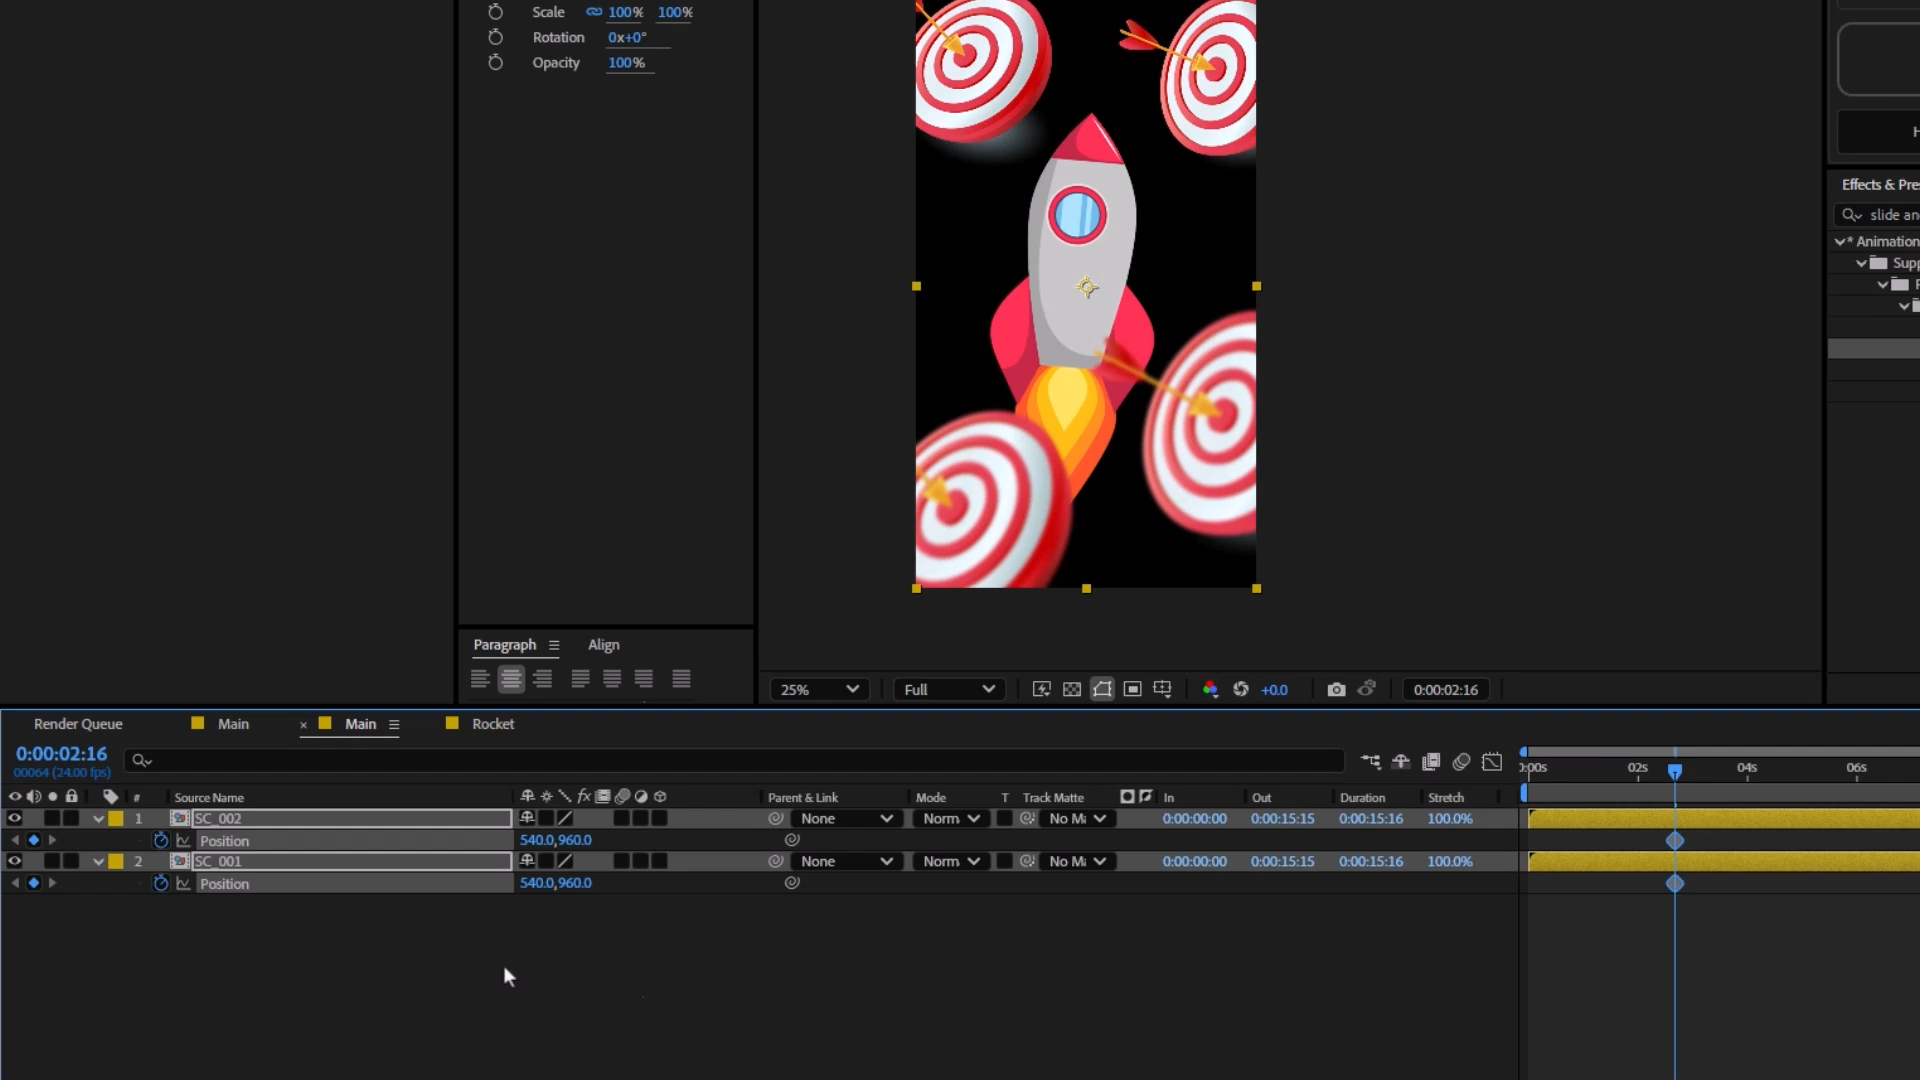 Scale 100% 100%
Rotation 0x+0°
Opacity 100%
H
Effects & Pre
slide an
* Animation
Supp
Paragraph Align
25% Full +0.0 0:00:02:16
Render Queue Main × Main Rocket
0:00:02:16
00064 (24.00 fps)
0:00s 02s 04s 06s
# Source Name fx Parent & Link Mode T Track Matte In Out Duration Stretch
1 SC_002 None Norm No Ma 0:00:00:00 0:00:15:15 0:00:15:16 100.0%
Position 540.0,960.0
2 SC_001 None Norm No Ma 0:00:00:00 0:00:15:15 0:00:15:16 100.0%
Position 540.0,960.0